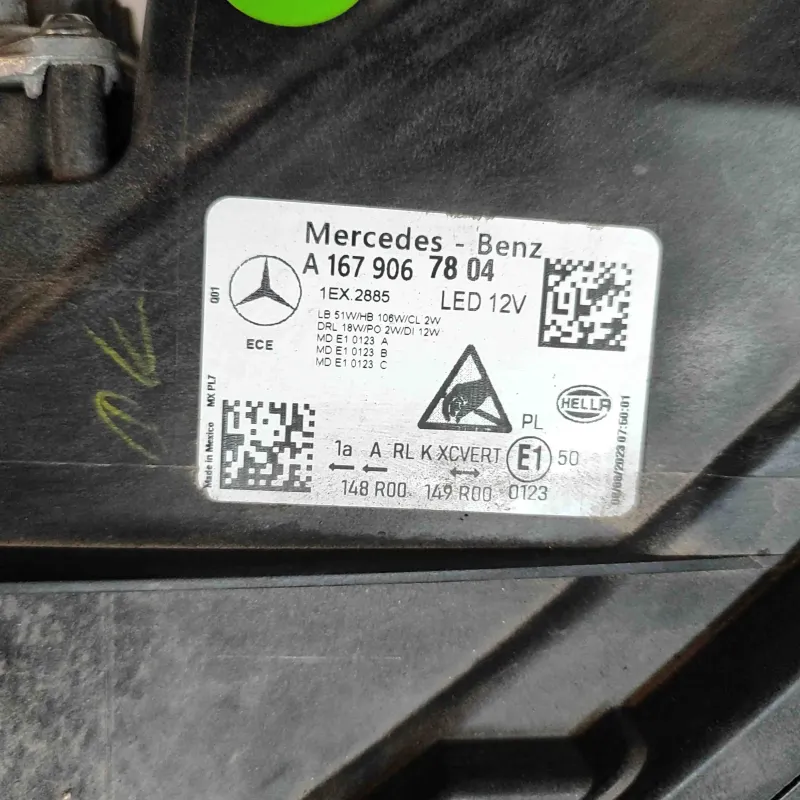 Mercedes - Benz
A 167 906 7804
1EX.2885 LED 12V
LB 51W/HB 106W/CL 2W
DRL 18W/PO 2W/DI 12W
MD E1 0123 A
MD E1 0123 B
MD E1 0123 C
ECE
PL
HELLA
1a A RL K XCVERT E1 50
148 R00 149 R00 0123
Made in Mexico MX PL7
001